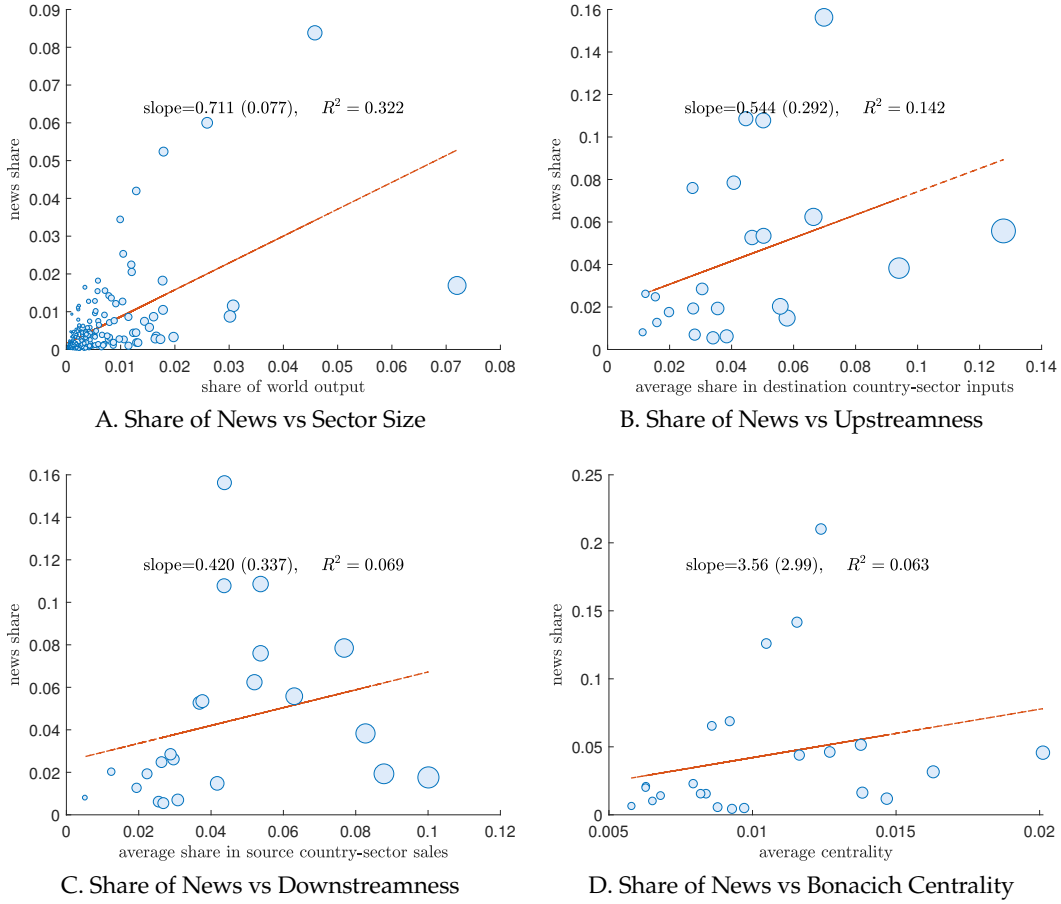 0.09
0.08
0.07
0.06
0.05
0.04
0.03
0.02
0.01
0
news share
slope=0.711 (0.077), R² = 0.322
0 0.01 0.02 0.03 0.04 0.05 0.06 0.07 0.08
share of world output
A. Share of News vs Sector Size
0.16
0.14
0.12
0.1
0.08
0.06
0.04
0.02
0
news share
slope=0.544 (0.292), R² = 0.142
0 0.02 0.04 0.06 0.08 0.1 0.12 0.14
average share in destination country-sector inputs
B. Share of News vs Upstreamness
0.16
0.14
0.12
0.1
0.08
0.06
0.04
0.02
0
news share
slope=0.420 (0.337), R² = 0.069
0 0.02 0.04 0.06 0.08 0.1 0.12
average share in source country-sector sales
C. Share of News vs Downstreamness
0.25
0.2
0.15
0.1
0.05
0
news share
slope=3.56 (2.99), R² = 0.063
0.005 0.01 0.015 0.02
average centrality
D. Share of News vs Bonacich Centrality